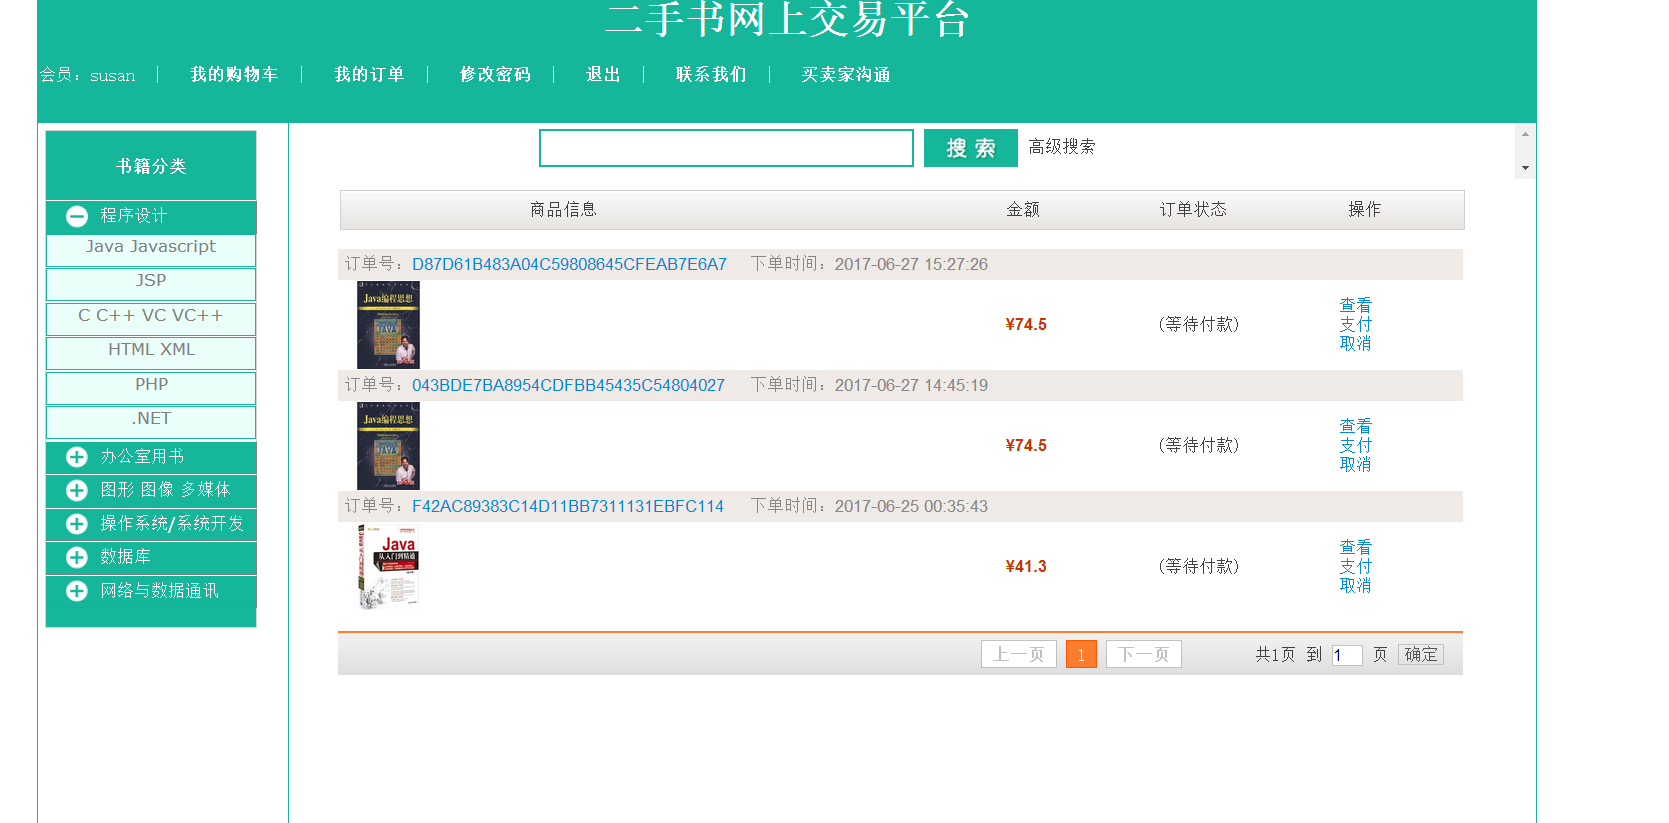 二手书网上交易平台
会员：susan 我的购物车 我的订单 修改密码 退出 联系我们 买卖家沟通
搜 索 高级搜索
书籍分类
程序设计
Java Javascript
JSP
C C++ VC VC++
HTML XML
PHP
.NET
办公室用书
图形 图像 多媒体
操作系统/系统开发
数据库
网络与数据通讯
商品信息 金额 订单状态 操作
订单号：D87D61B483A04C59808645CFEAB7E6A7 下单时间：2017-06-27 15:27:26
Java编程思想
JAVA
¥74.5 (等待付款) 查看
支付
取消
订单号：043BDE7BA8954CDFBB45435C54804027 下单时间：2017-06-27 14:45:19
Java编程思想
JAVA
¥74.5 (等待付款) 查看
支付
取消
订单号：F42AC89383C14D11BB7311131EBFC114 下单时间：2017-06-25 00:35:43
Java
从入门到精通
¥41.3 (等待付款) 查看
支付
取消
上一页 1 下一页 共1页 到 1 页 确定